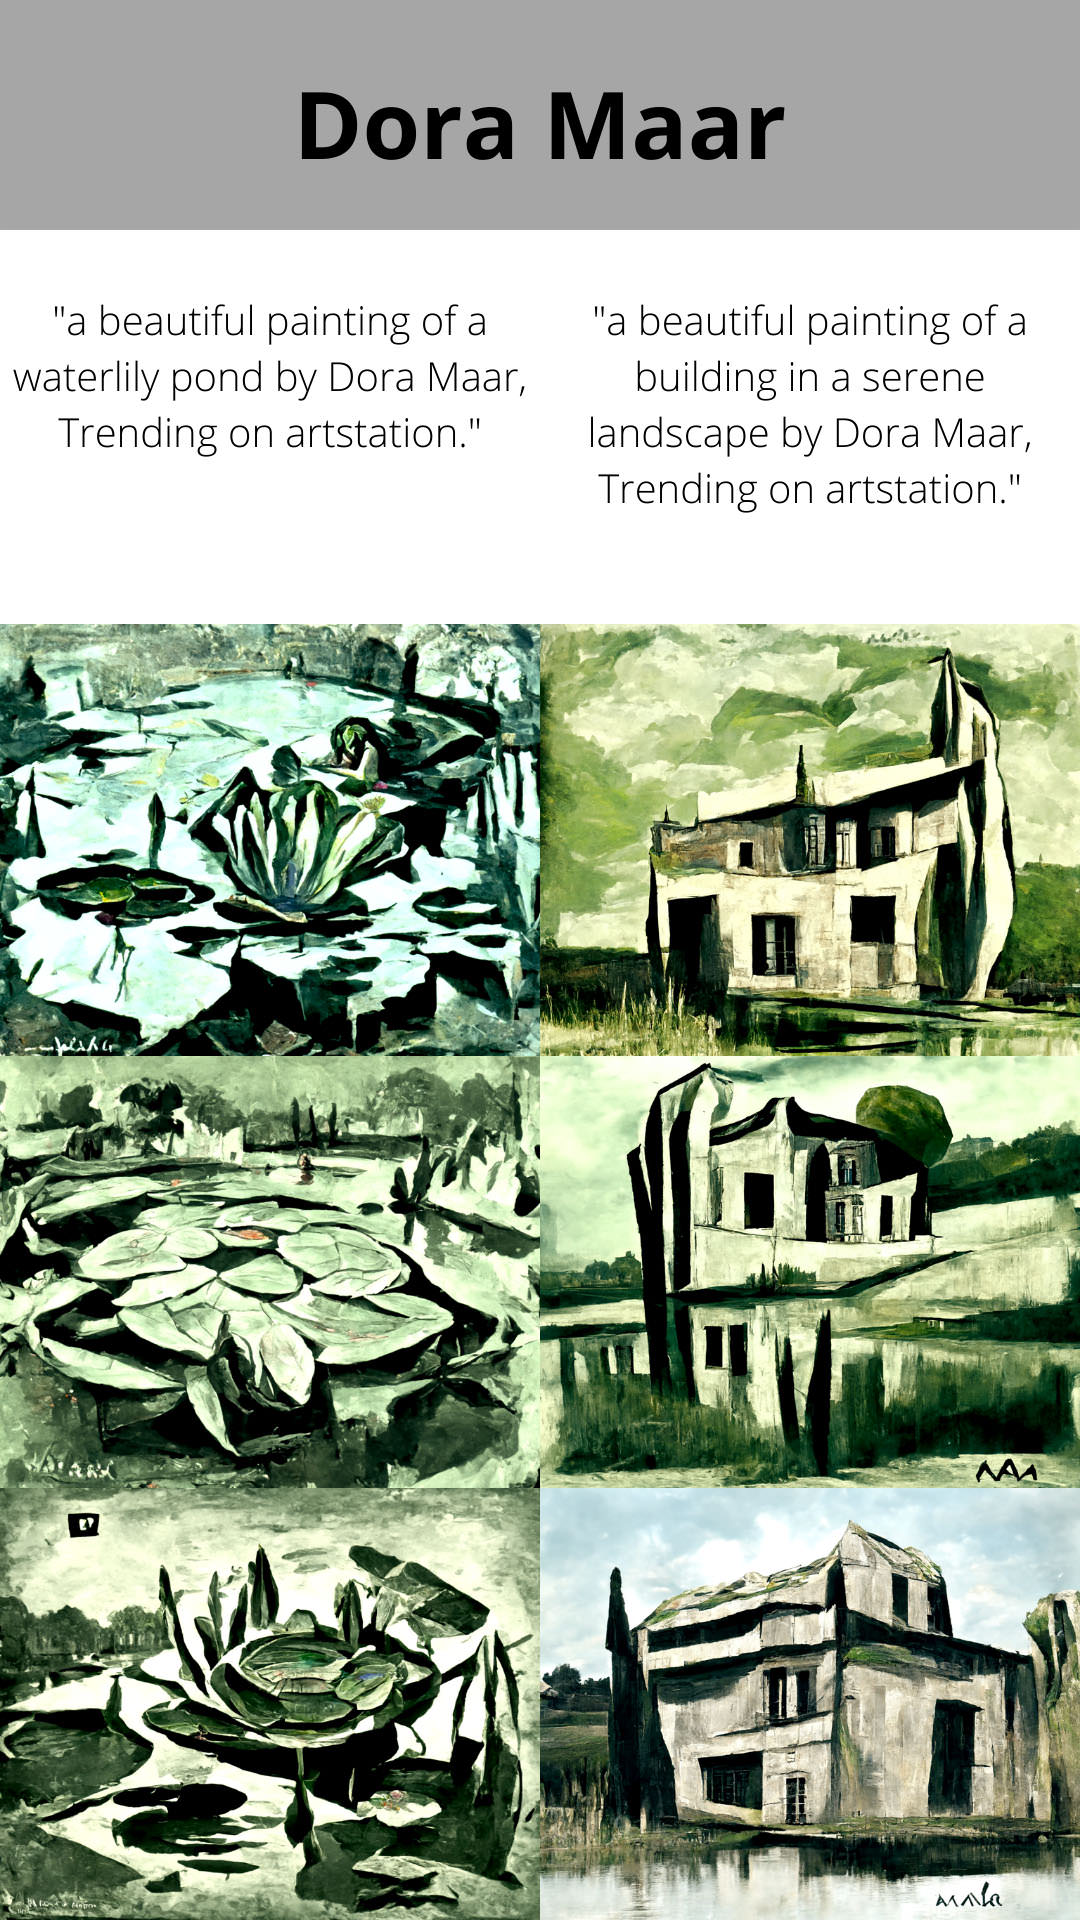 Dora Maar
"a beautiful painting of a
waterlily pond by Dora Maar,
Trending on artstation."
"a beautiful painting of a
building in a serene
landscape by Dora Maar,
Trending on artstation."